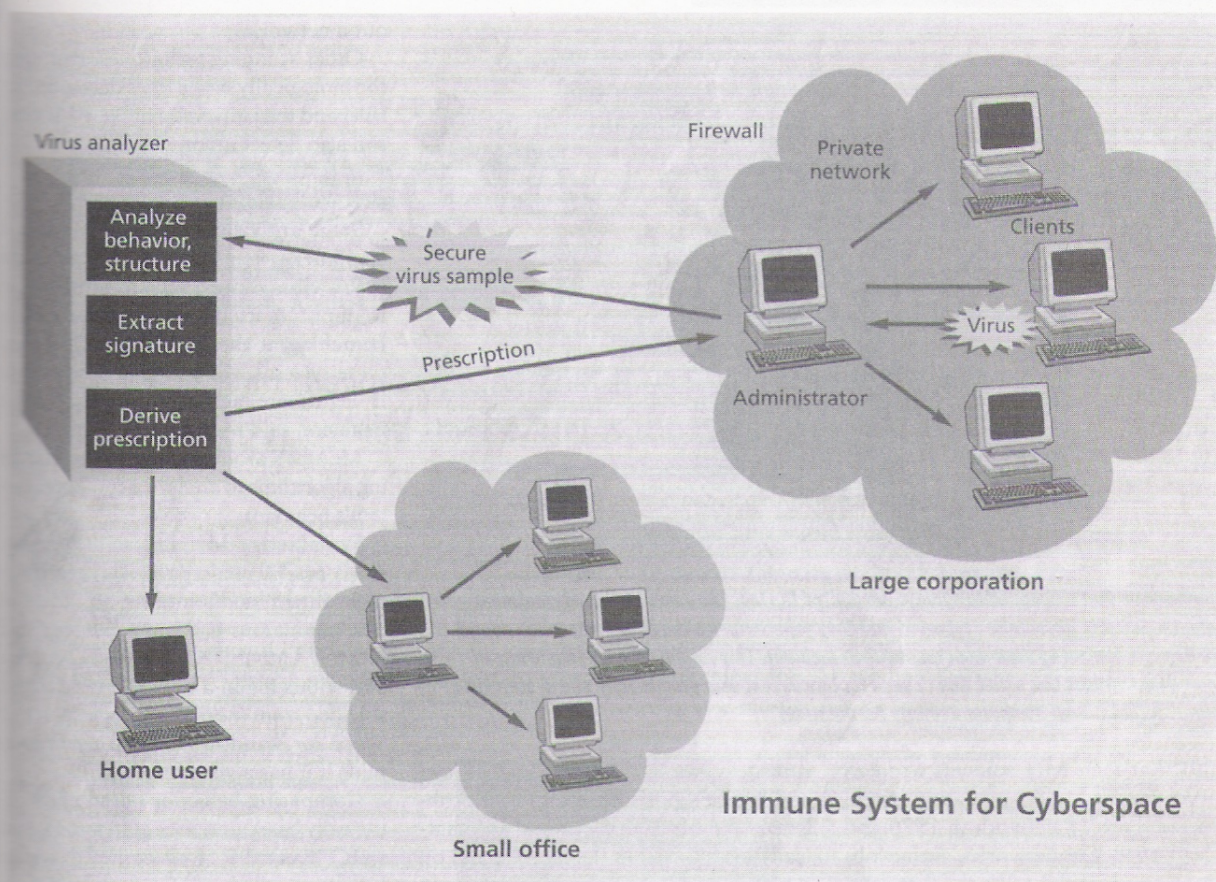 Virus analyzer
Analyze
behavior,
structure
Extract
signature
Derive
prescription
Secure
virus sample
Prescription
Firewall
Private
network
Clients
Virus
Administrator
Large corporation
Home user
Small office
Immune System for Cyberspace